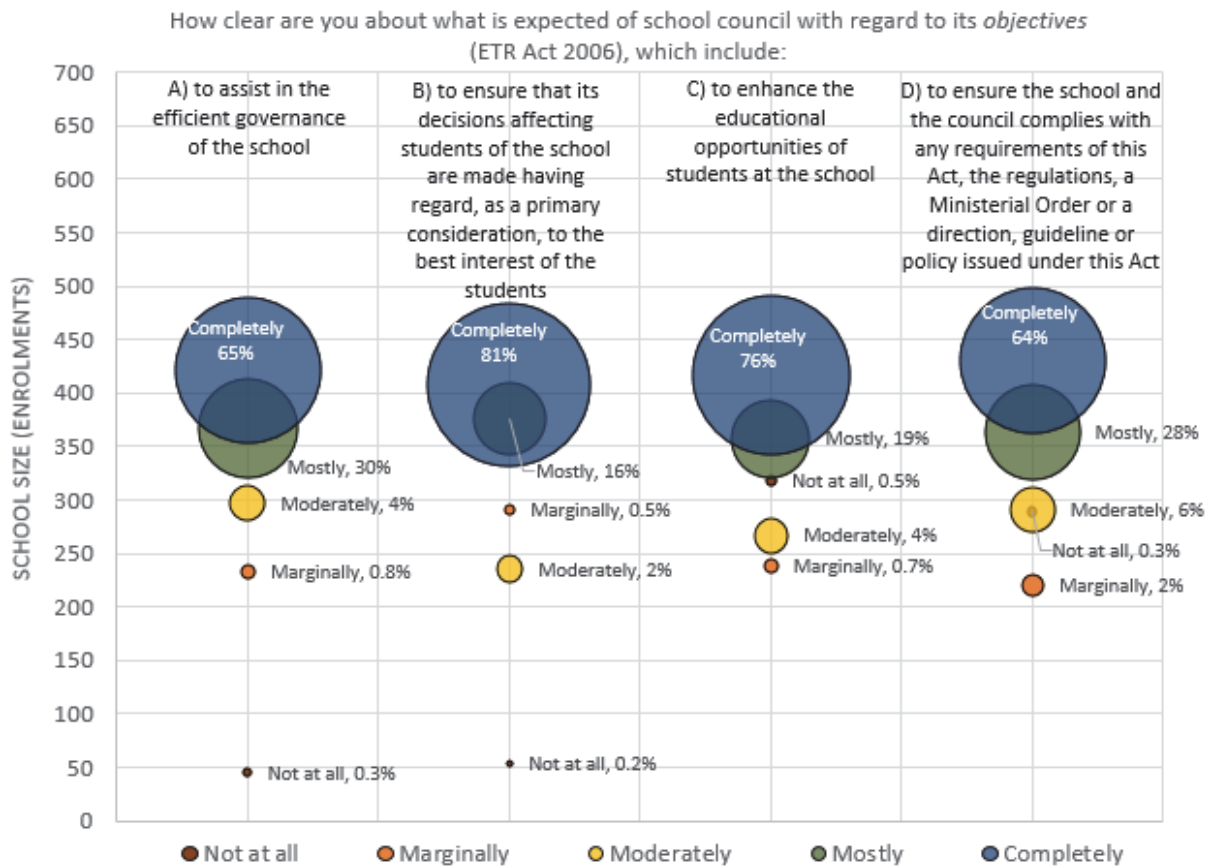 How clear are you about what is expected of school council with regard to its objectives
(ETR Act 2006), which include:
SCHOOL SIZE (ENROLMENTS)
700
650
600
550
500
450
400
350
300
250
200
150
100
50
0
A) to assist in the
efficient governance
of the school
Completely
65%
Mostly, 30%
Moderately, 4%
Marginally, 0.8%
Not at all, 0.3%
B) to ensure that its
decisions affecting
students of the school
are made having
regard, as a primary
consideration, to the
best interest of the
students
Completely
81%
Mostly, 16%
Marginally, 0.5%
Moderately, 2%
Not at all, 0.2%
C) to enhance the
educational
opportunities of
students at the school
Completely
76%
Mostly, 19%
Not at all, 0.5%
Moderately, 4%
Marginally, 0.7%
D) to ensure the school and
the council complies with
any requirements of this
Act, the regulations, a
Ministerial Order or a
direction, guideline or
policy issued under this Act
Completely
64%
Mostly, 28%
Moderately, 6%
Not at all, 0.3%
Marginally, 2%
Not at all
Marginally
Moderately
Mostly
Completely